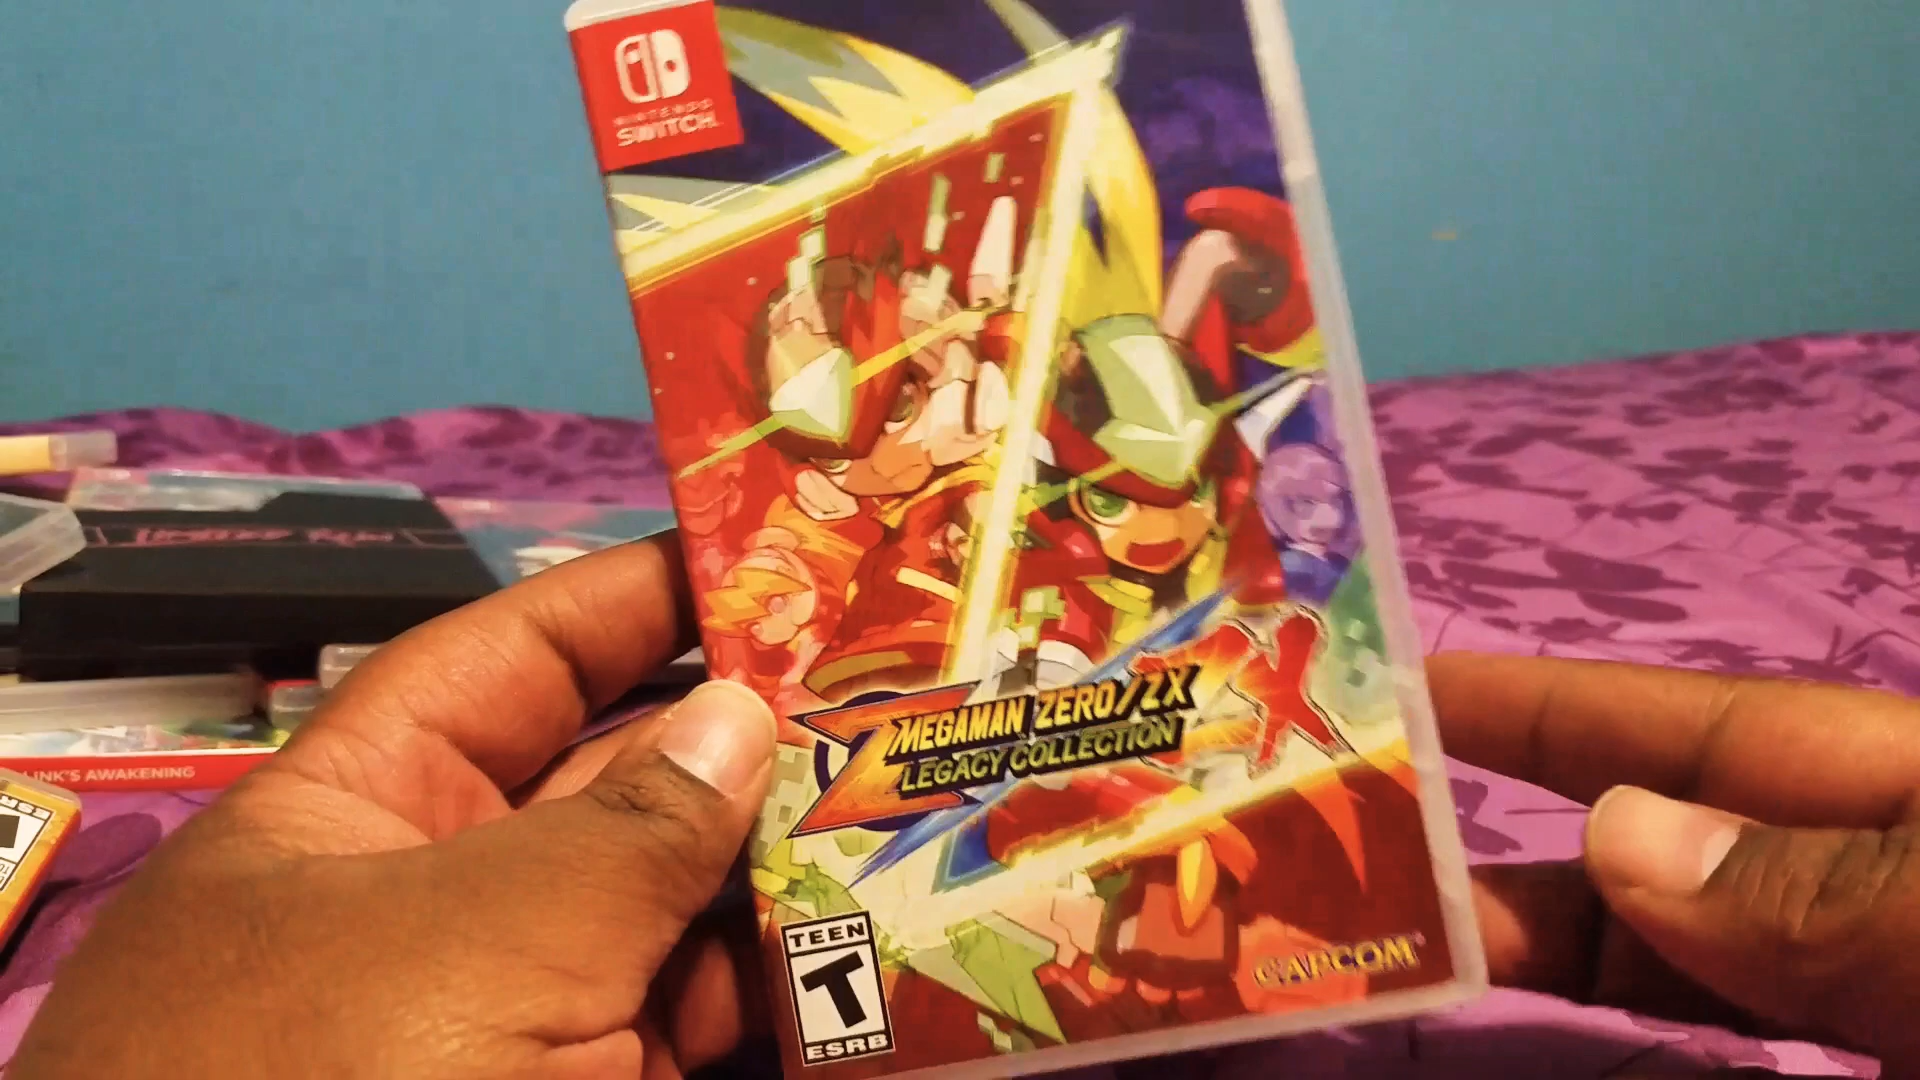 NINTENDO
SWITCH
MEGAMAN ZERO/ZX
LEGACY COLLECTION
LINK'S AWAKENING
TEEN
T
ESRB
CAPCOM